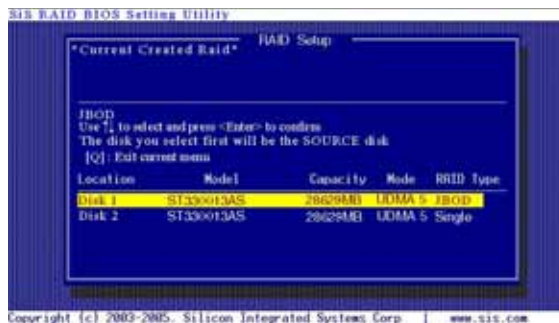 SiS RAID BIOS Setting Utility
RAID Setup
*Current Created Raid*
JBOD
Use ↑↓ to select and press <Enter> to confirm
The disk you select first will be the SOURCE disk
[Q] : Exit current menu
Location Model Capacity Mode RAID Type
Disk 1 ST330013AS 28629MB UDMA 5 JBOD
Disk 2 ST330013AS 28629MB UDMA 5 Single
Copyright (c) 2003-2005. Silicon Integrated Systems Corp | www.sis.com